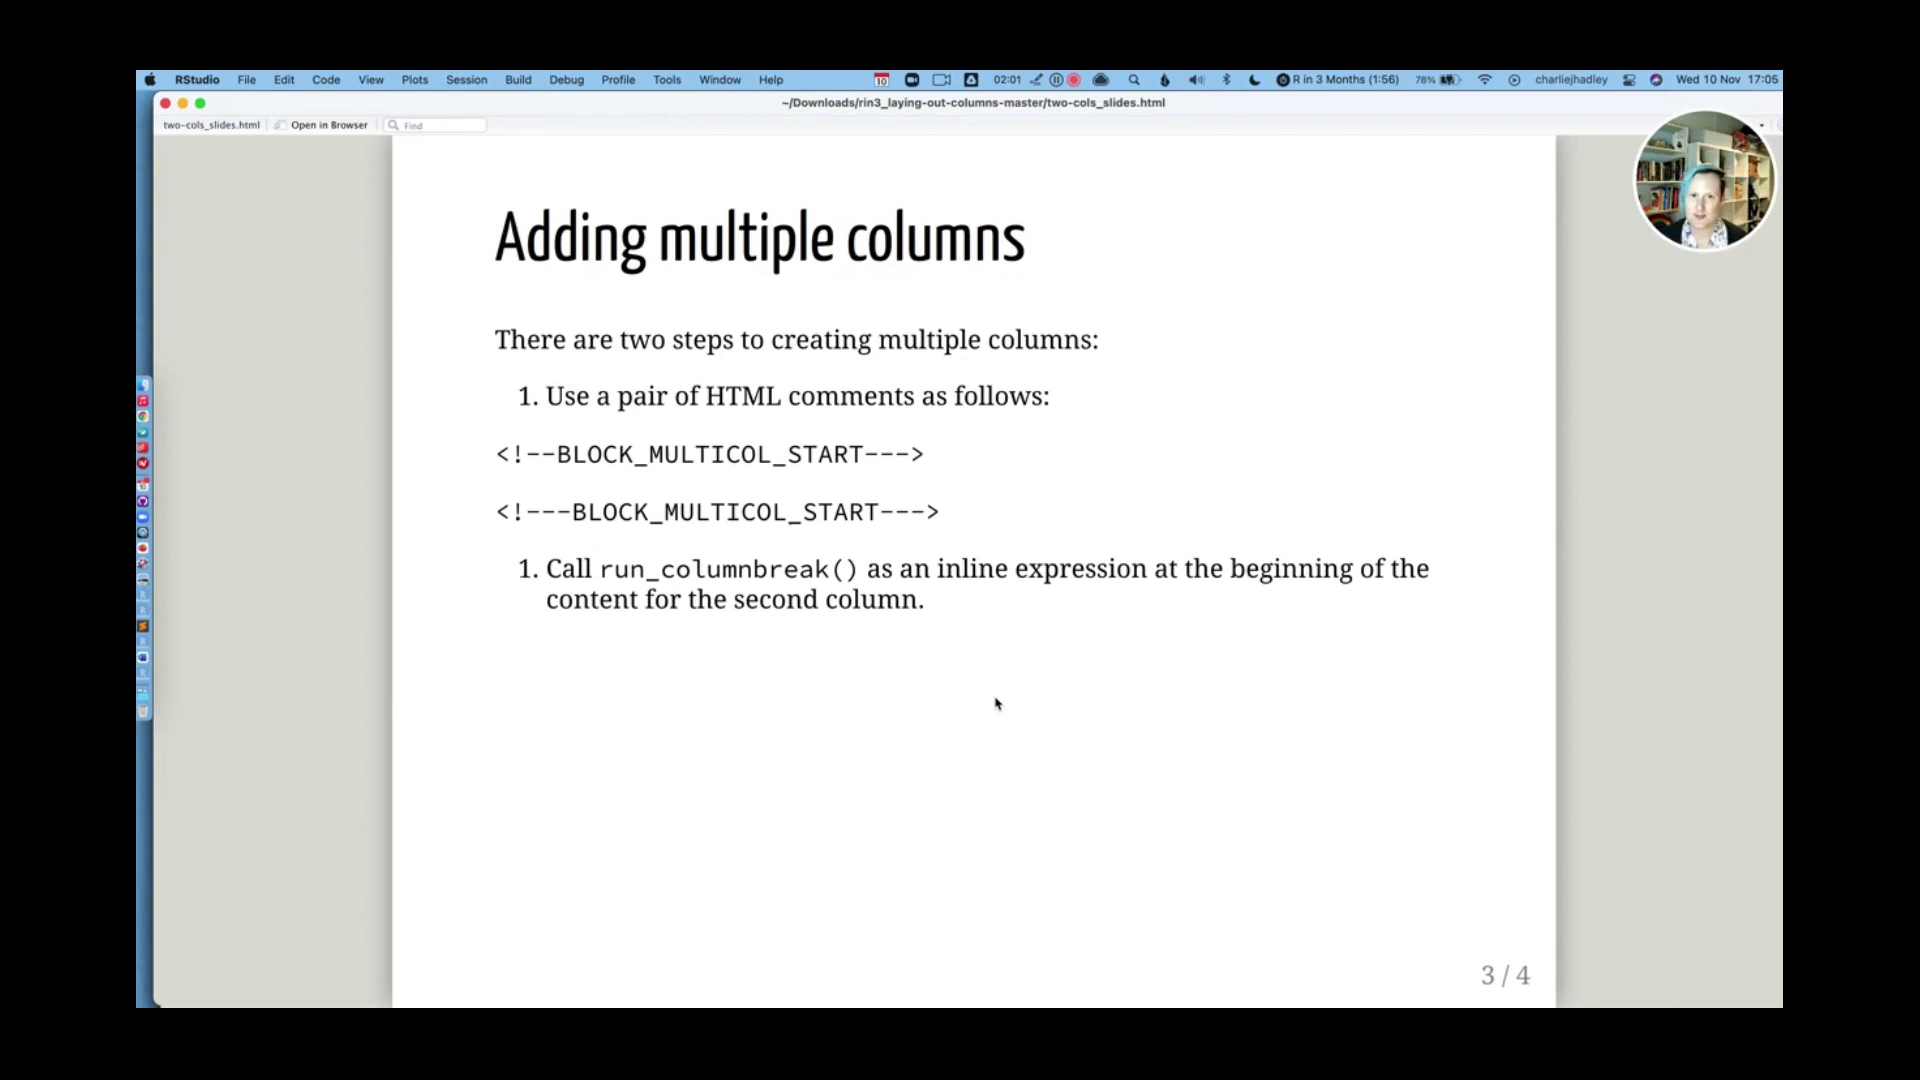 RStudio File Edit Code View Plots Session Build Debug Profile Tools Window Help 10 02:01 R in 3 Months (1:56) 78% charliejhadley Wed 10 Nov 17:05
~/Downloads/rin3_laying-out-columns-master/two-cols_slides.html
two-cols_slides.html Open in Browser Find
Adding multiple columns
There are two steps to creating multiple columns:
1. Use a pair of HTML comments as follows:
<!--BLOCK_MULTICOL_START--->
<!---BLOCK_MULTICOL_START--->
1. Call run_columnbreak() as an inline expression at the beginning of the
content for the second column.
3 / 4